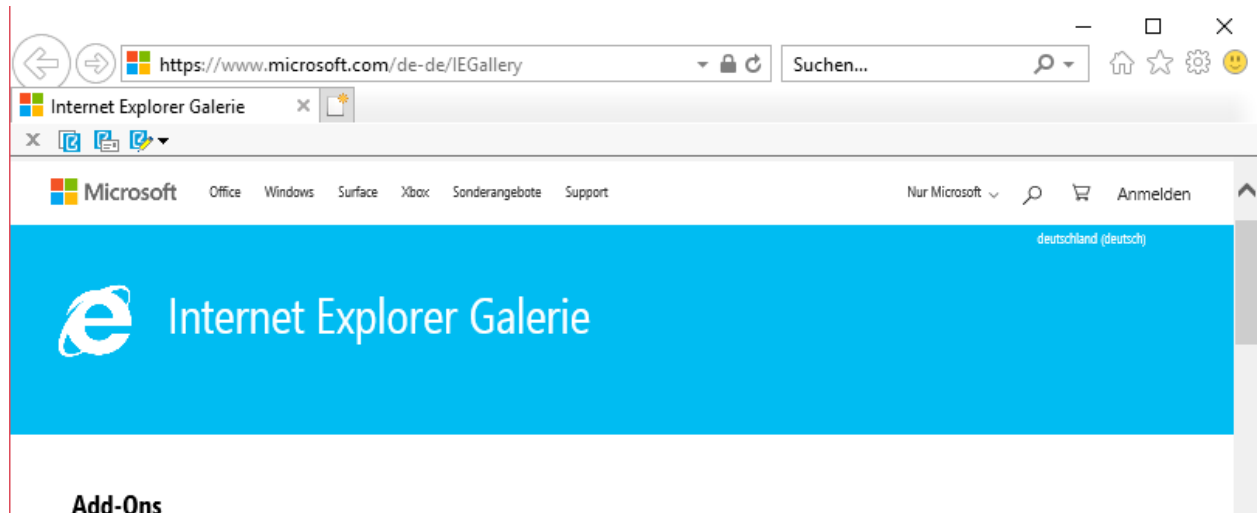 https://www.microsoft.com/de-de/IEGallery
Suchen...
Internet Explorer Galerie
Microsoft Office Windows Surface Xbox Sonderangebote Support Nur Microsoft Anmelden
deutschland (deutsch)
Internet Explorer Galerie
Add-Ons